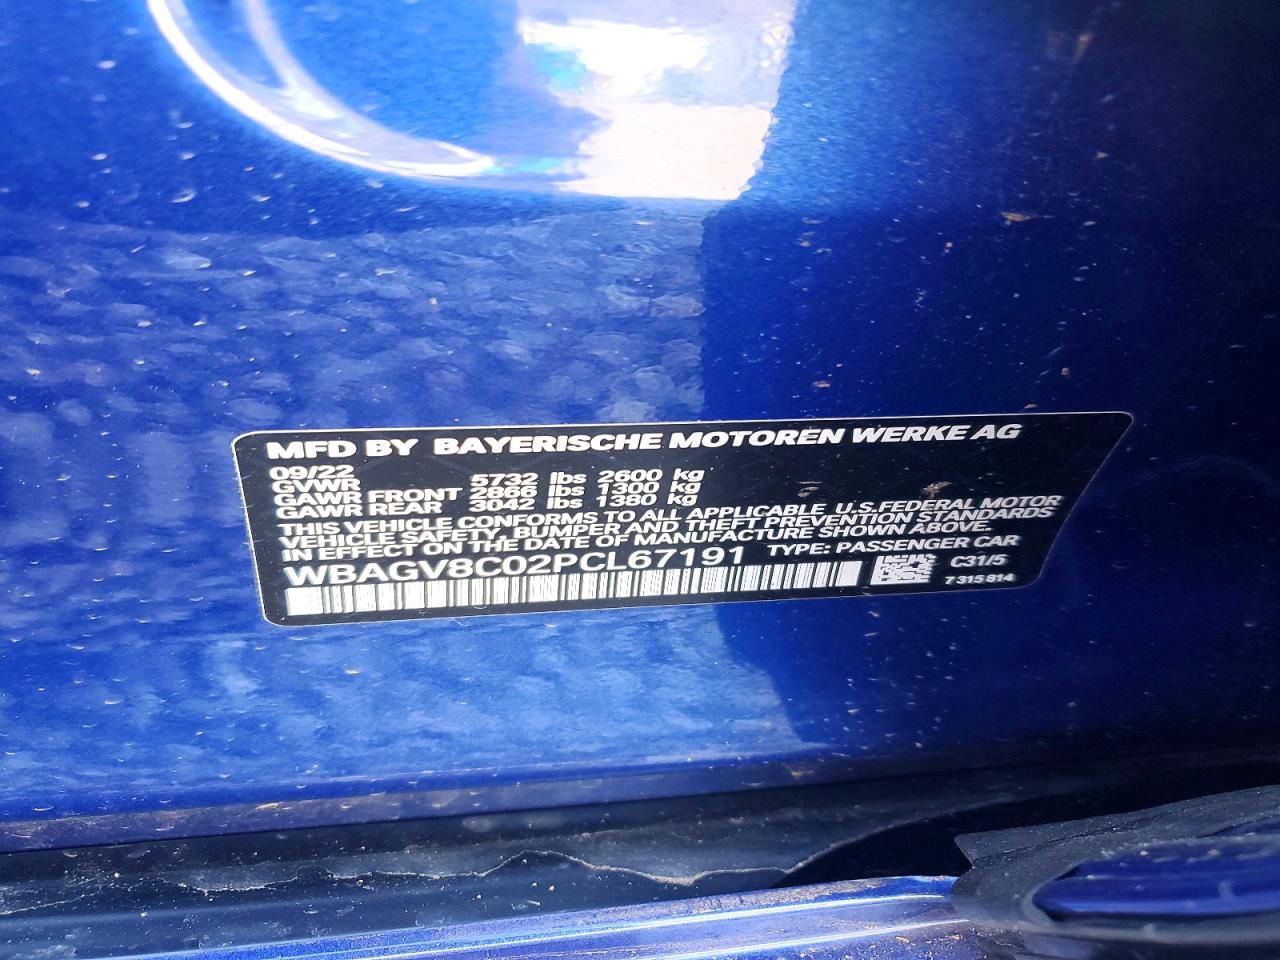 MFD BY BAYERISCHE MOTOREN WERKE AG
09/22
GVWR 5732 lbs 2600 kg
GAWR FRONT 2866 lbs 1300 kg
GAWR REAR 3042 lbs 1380 kg
THIS VEHICLE CONFORMS TO ALL APPLICABLE U.S.FEDERAL MOTOR
VEHICLE SAFETY, BUMPER AND THEFT PREVENTION STANDARDS
IN EFFECT ON THE DATE OF MANUFACTURE SHOWN ABOVE.
WBAGV8C02PCL67191 TYPE: PASSENGER CAR
C31/5
7 315 814